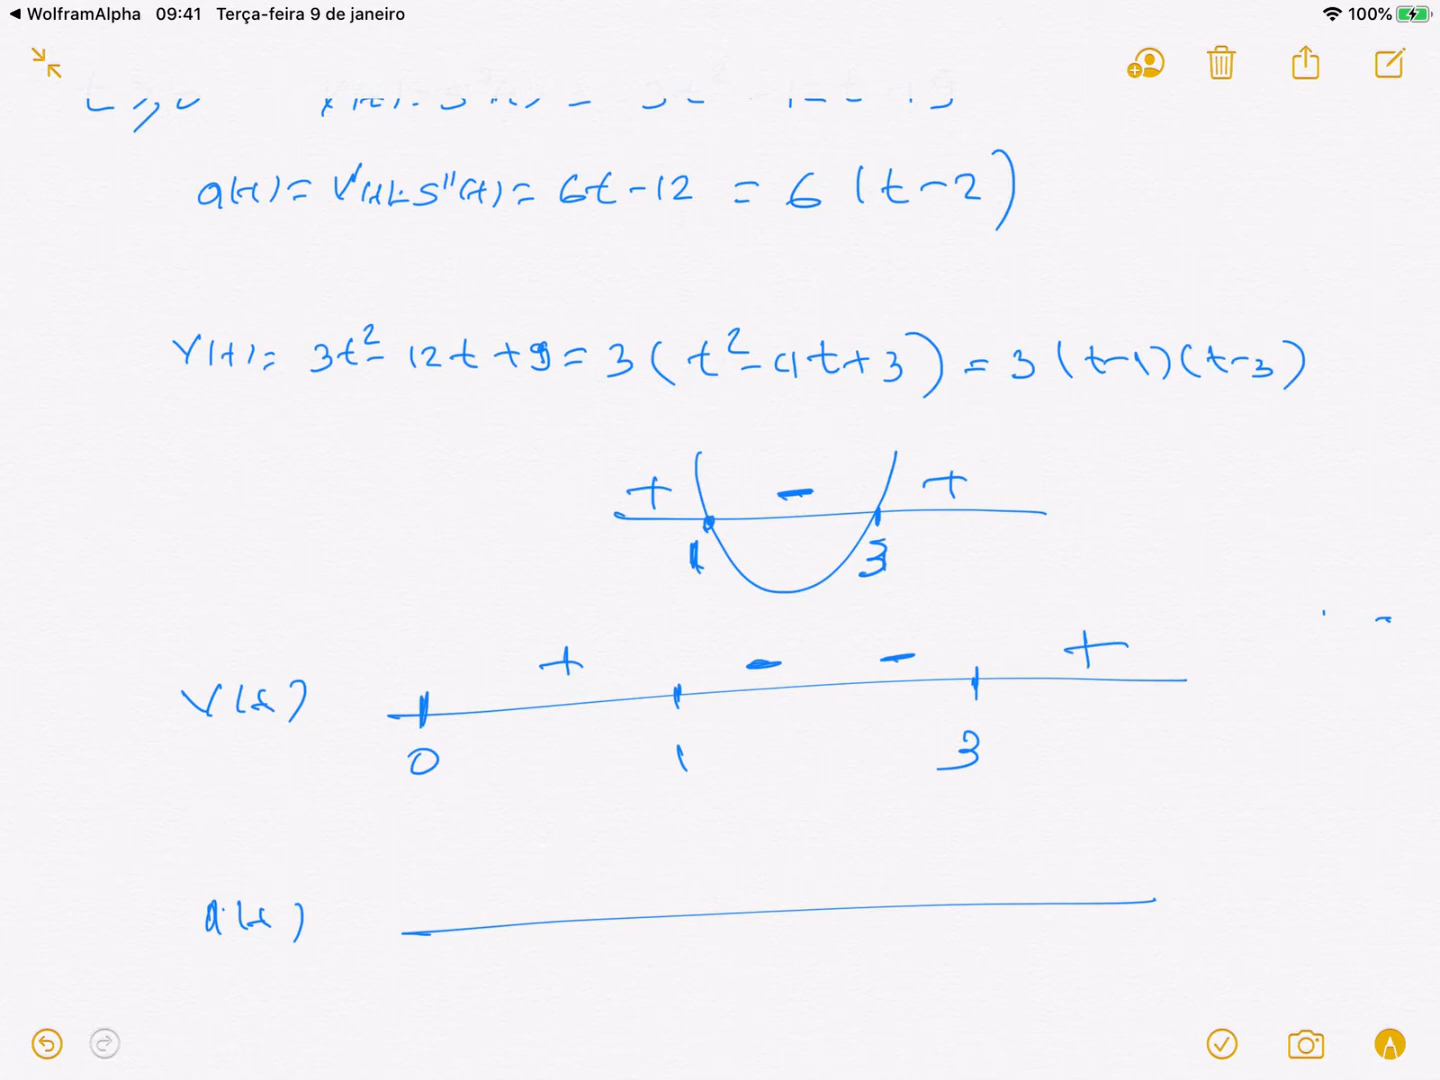 WolframAlpha 09:41 Terça-feira 9 de janeiro 100%
a(t) = V'(t) = S''(t) = 6t - 12 = 6 (t - 2)
V(t) = 3t² - 12t + 9 = 3 (t² - 4t + 3) = 3 (t-1)(t-3)
+ - +
1 3
+ - - +
V(t)
0 1 3
a(t)